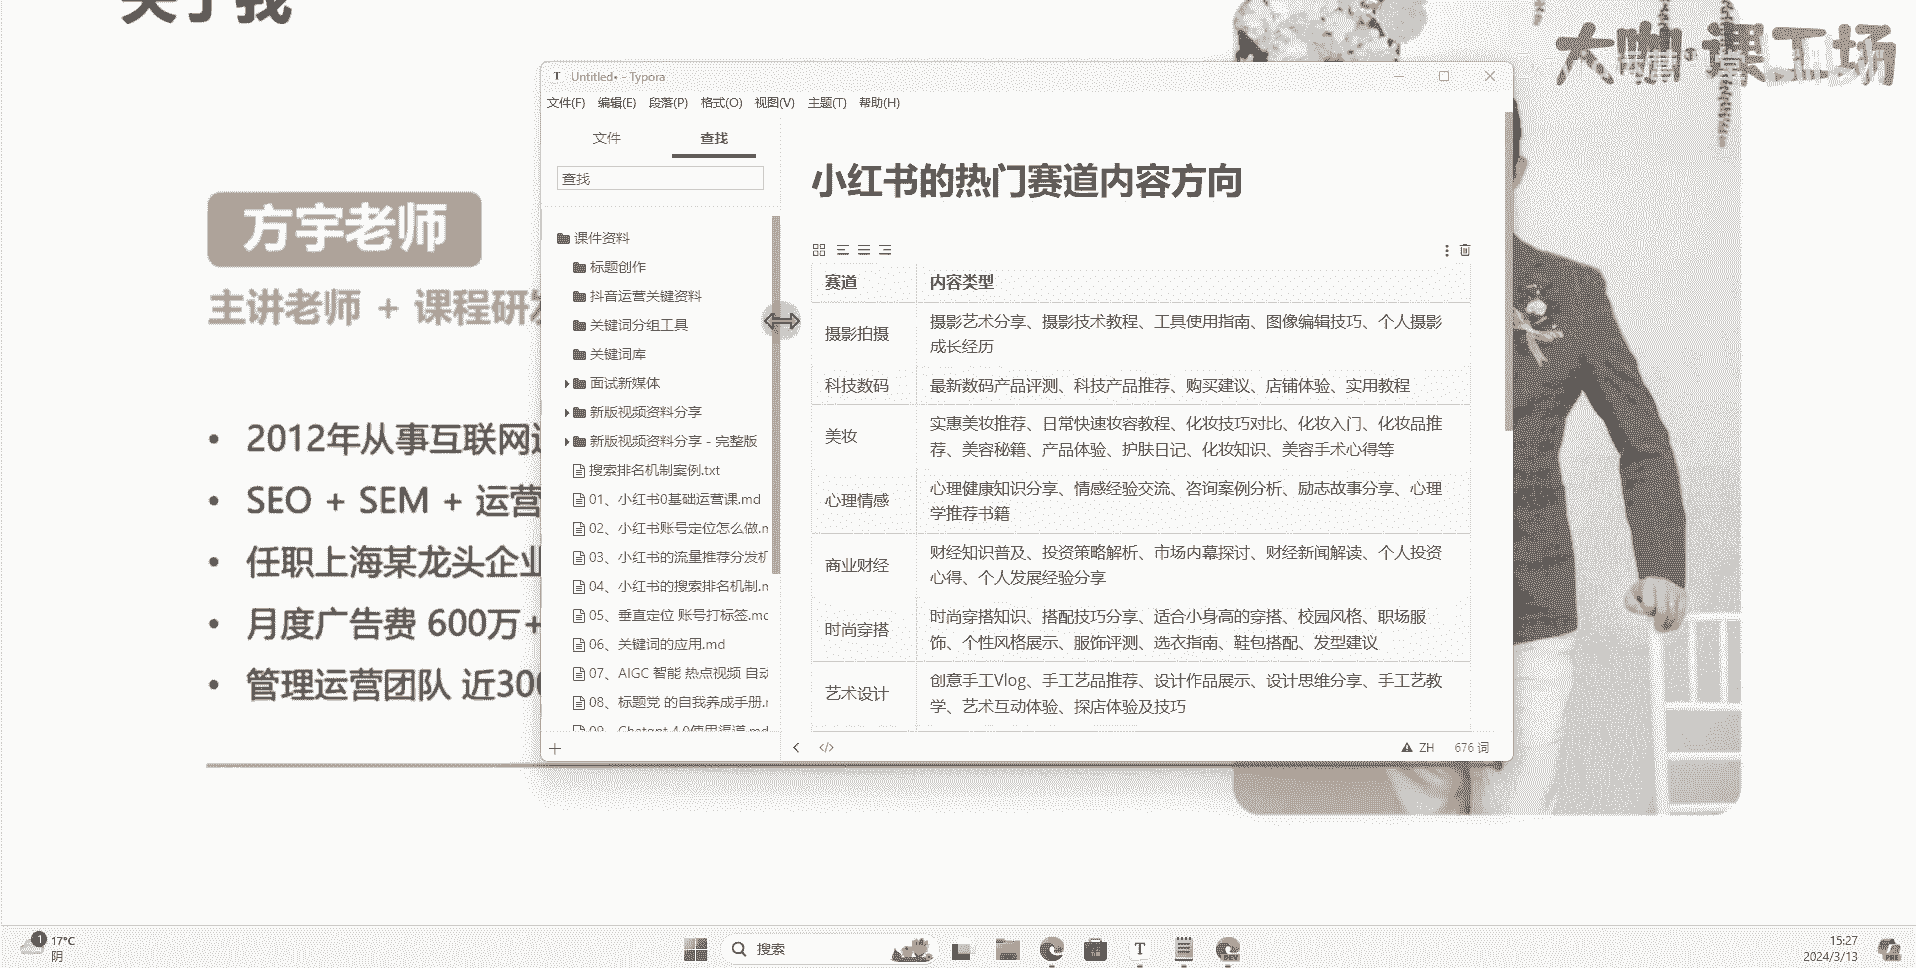 关于我
大咖·课工场
方宇老师
主讲老师 + 课程研发
2012年从事互联网
SEO + SEM + 运营
任职上海某龙头企业
月度广告费 600万+
管理运营团队 近300
Untitled• - Typora
文件(F) 编辑(E) 段落(P) 格式(O) 视图(V) 主题(T) 帮助(H)
文件 查找
查找
课件资料
标题创作
抖音运营关键资料
关键词分组工具
关键词库
面试新媒体
新版视频资料分享
新版视频资料分享 - 完整版
搜索排名机制案例.txt
01、小红书0基础运营课.md
02、小红书账号定位怎么做.m
03、小红书的流量推荐分发机
04、小红书的搜索排名机制.m
05、垂直定位 账号打标签.md
06、关键词的应用.md
07、AIGC 智能 热点视频 自动
08、标题党 的自我养成手册.m
09、Chatgpt 4.0使用渠道.md
小红书的热门赛道内容方向
赛道 内容类型
摄影拍摄 摄影艺术分享、摄影技术教程、工具使用指南、图像编辑技巧、个人摄影
成长经历
科技数码 最新数码产品评测、科技产品推荐、购买建议、店铺体验、实用教程
美妆 实惠美妆推荐、日常快速妆容教程、化妆技巧对比、化妆入门、化妆品推
荐、美容秘籍、产品体验、护肤日记、化妆知识、美容手术心得等
心理情感 心理健康知识分享、情感经验交流、咨询案例分析、励志故事分享、心理
学推荐书籍
商业财经 财经知识普及、投资策略解析、市场内幕探讨、财经新闻解读、个人投资
心得、个人发展经验分享
时尚穿搭 时尚穿搭知识、搭配技巧分享、适合小身高的穿搭、校园风格、职场服
饰、个性风格展示、服饰评测、选衣指南、鞋包搭配、发型建议
艺术设计 创意手工Vlog、手工艺品推荐、设计作品展示、设计思维分享、手工艺教
学、艺术互动体验、探店体验及技巧
ZH 676 词
1
17°C
阴
搜索
DEV
15:27
2024/3/13
PRE